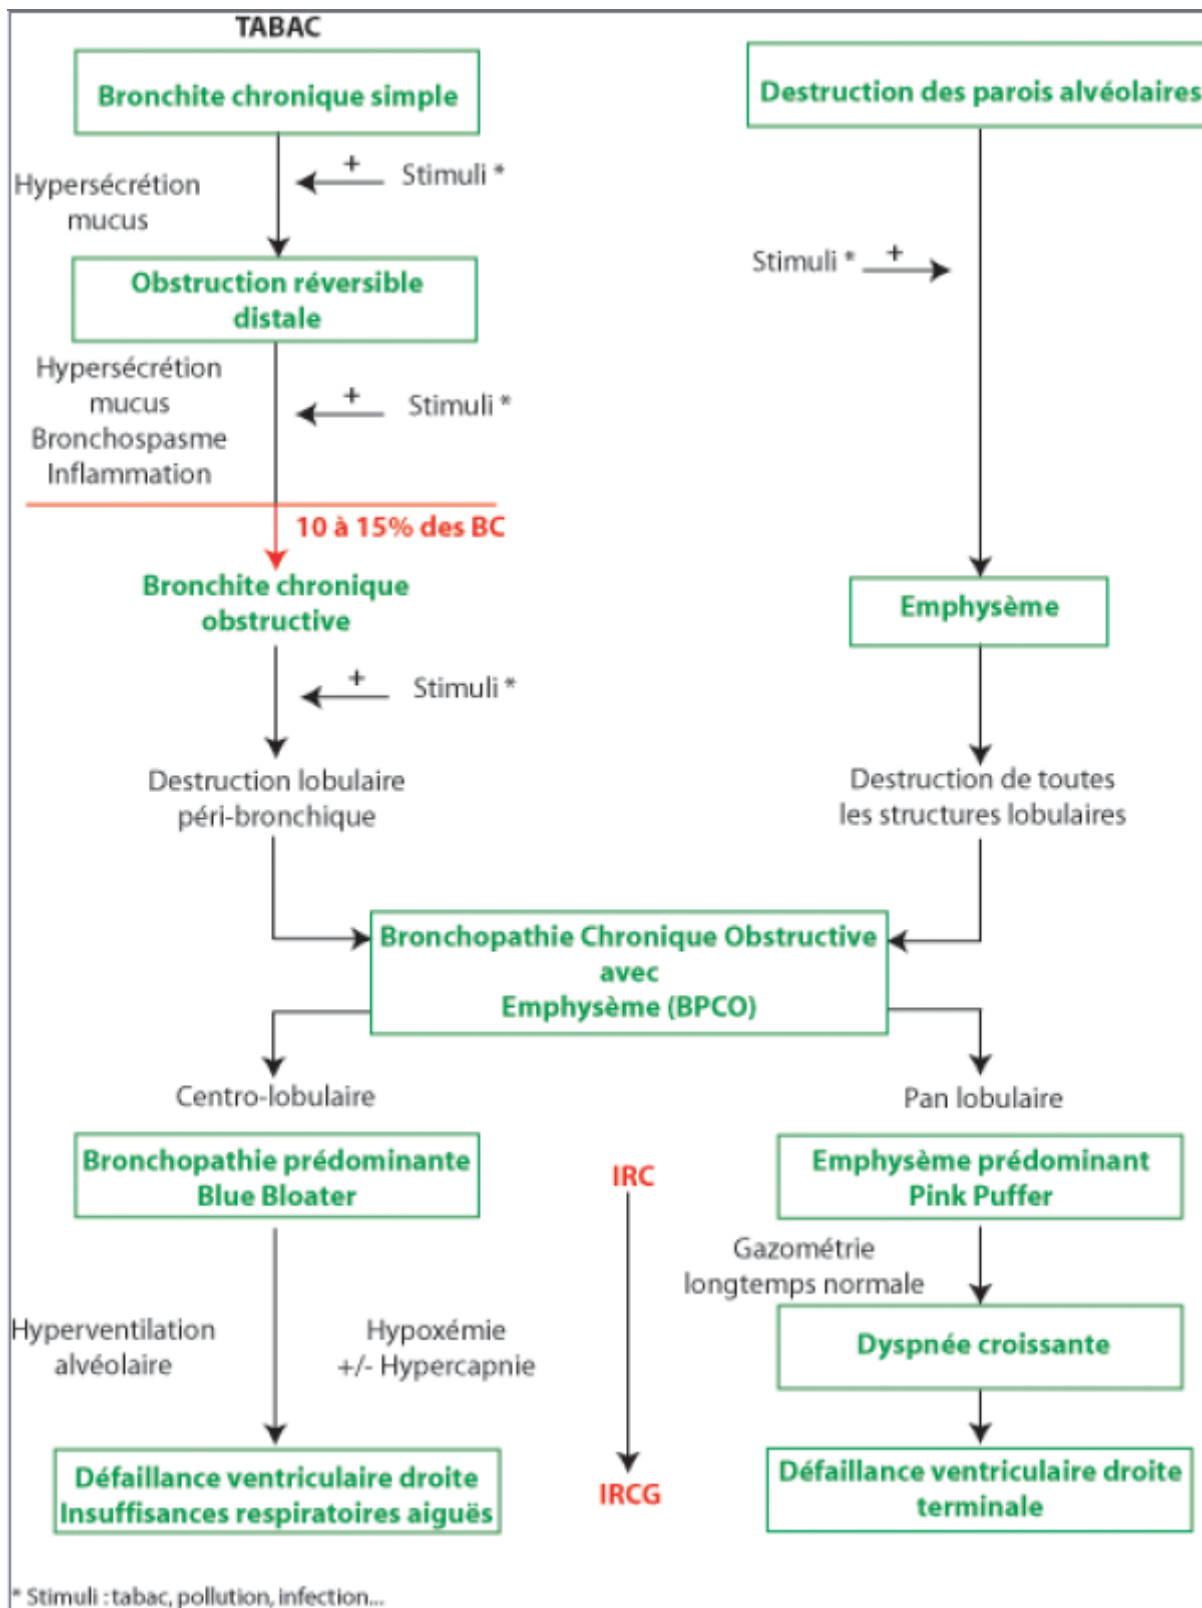 TABAC
Bronchite chronique simple
Destruction des parois alvéolaires
+
Stimuli *
Hypersécrétion
mucus
Stimuli *
+
Obstruction réversible
distale
Hypersécrétion
mucus
Bronchospasme
Inflammation
+
Stimuli *
10 à 15% des BC
Bronchite chronique
obstructive
Emphysème
+
Stimuli *
Destruction lobulaire
péri-bronchique
Destruction de toutes
les structures lobulaires
Bronchopathie Chronique Obstructive
avec
Emphysème (BPCO)
Centro-lobulaire
Pan lobulaire
Bronchopathie prédominante
Blue Bloater
IRC
Emphysème prédominant
Pink Puffer
Gazométrie
longtemps normale
Hyperventilation
alvéolaire
Hypoxémie
+/- Hypercapnie
Dyspnée croissante
Défaillance ventriculaire droite
Insuffisances respiratoires aiguës
IRCG
Défaillance ventriculaire droite
terminale
* Stimuli : tabac, pollution, infection...